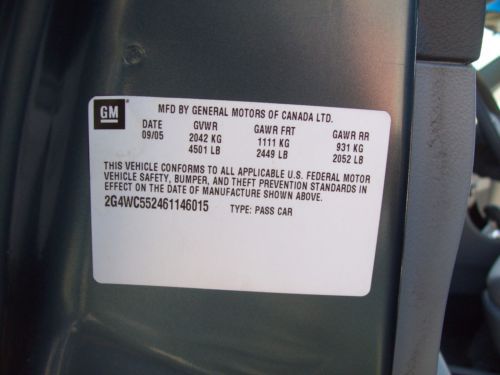 GM
MFD BY GENERAL MOTORS OF CANADA LTD.
DATE GVWR GAWR FRT GAWR RR
09/05 2042 KG 1111 KG 931 KG
4501 LB 2449 LB 2052 LB
THIS VEHICLE CONFORMS TO ALL APPLICABLE U.S. FEDERAL MOTOR
VEHICLE SAFETY, BUMPER, AND THEFT PREVENTION STANDARDS IN
EFFECT ON THE DATE OF MANUFACTURE SHOWN ABOVE.
2G4WC552461146015 TYPE: PASS CAR